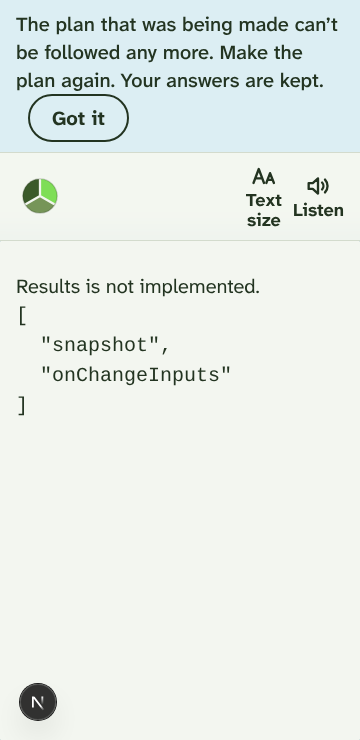 The plan that was being made can’t
be followed any more. Make the
plan again. Your answers are kept.
Got it
Text
size
Listen
Results is not implemented.
[
  "snapshot",
  "onChangeInputs"
]
N